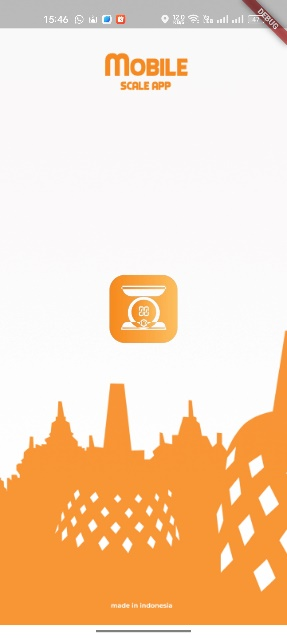 15:46
DEBUG
MOBILE
SCALE APP
made in indonesia